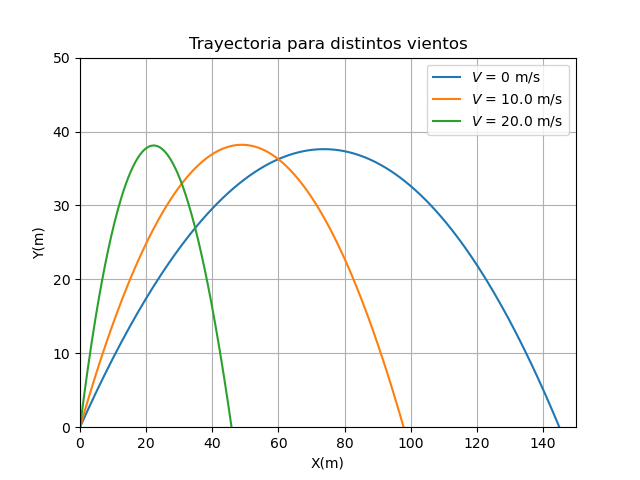 Trayectoria para distintos vientos
V = 0 m/s
V = 10.0 m/s
V = 20.0 m/s
50
40
30
20
10
0
Y(m)
0 20 40 60 80 100 120 140
X(m)